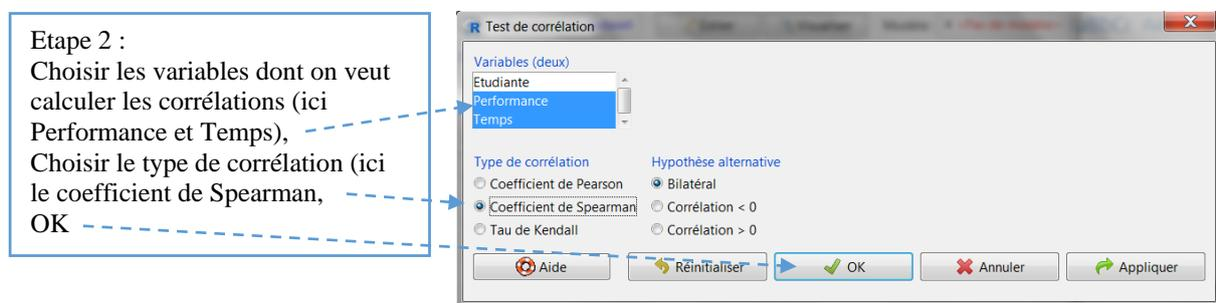 Etape 2 :
Choisir les variables dont on veut
calculer les corrélations (ici
Performance et Temps),
Choisir le type de corrélation (ici
le coefficient de Spearman,
OK
R Test de corrélation
X
Variables (deux)
Etudiante
Performance
Temps
Type de corrélation
Coefficient de Pearson
Coefficient de Spearman
Tau de Kendall
Hypothèse alternative
Bilatéral
Corrélation < 0
Corrélation > 0
Aide
Réinitialiser
OK
Annuler
Appliquer